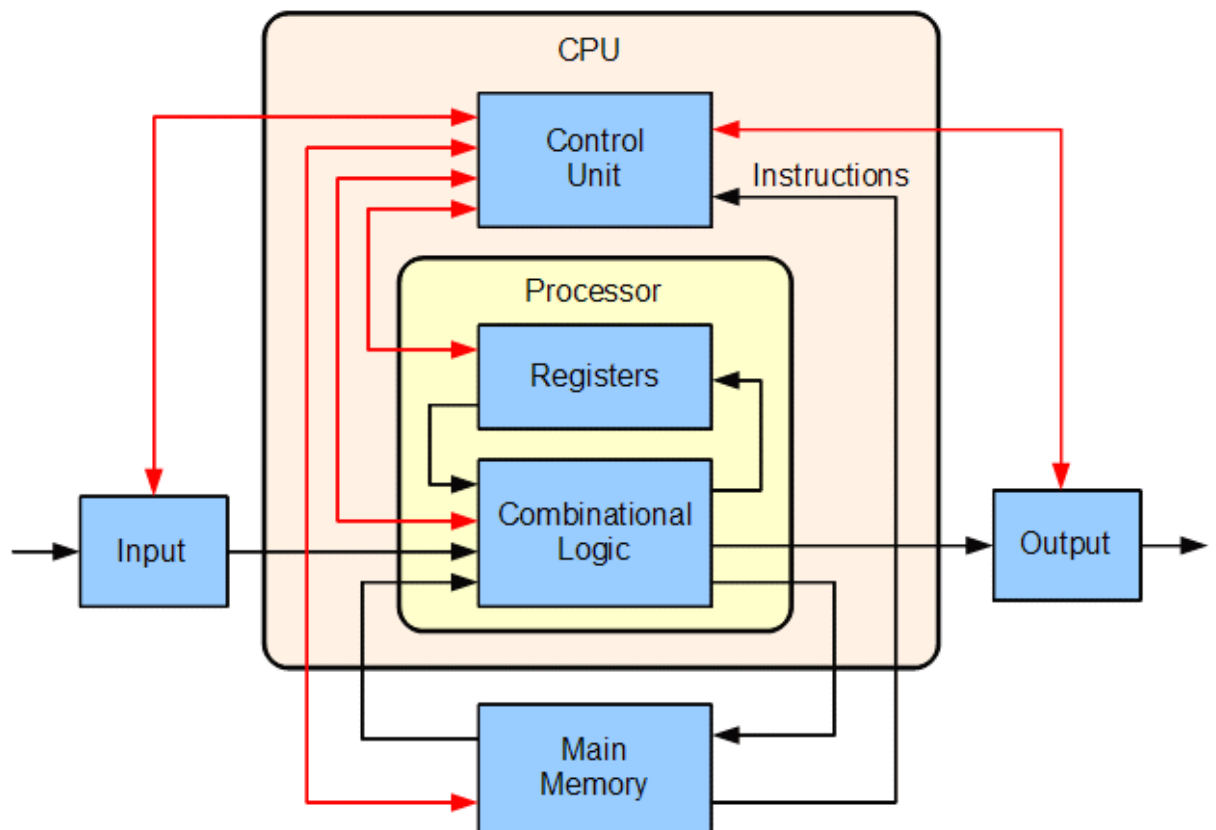 CPU
Control
Unit
Instructions
Processor
Registers
Combinational
Logic
Input
Output
Main
Memory